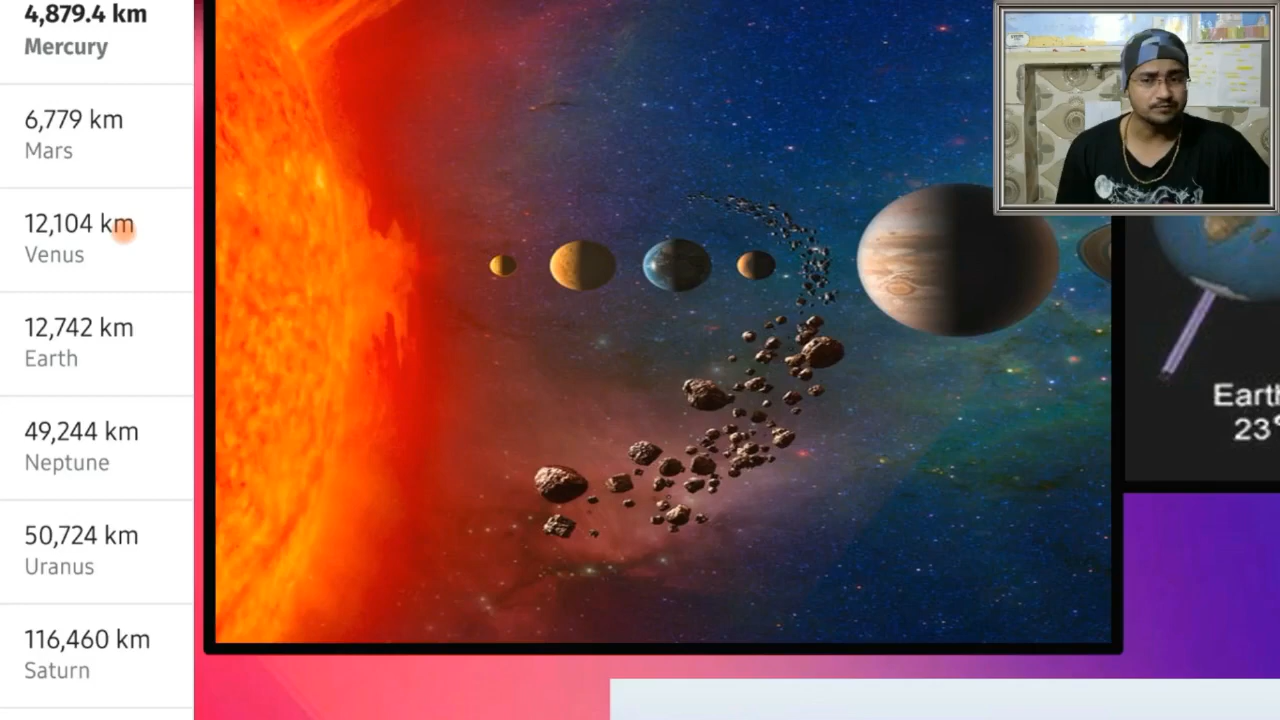 4,879.4 km
Mercury
6,779 km
Mars
12,104 km
Venus
12,742 km
Earth
49,244 km
Neptune
50,724 km
Uranus
116,460 km
Saturn
Earth
23°